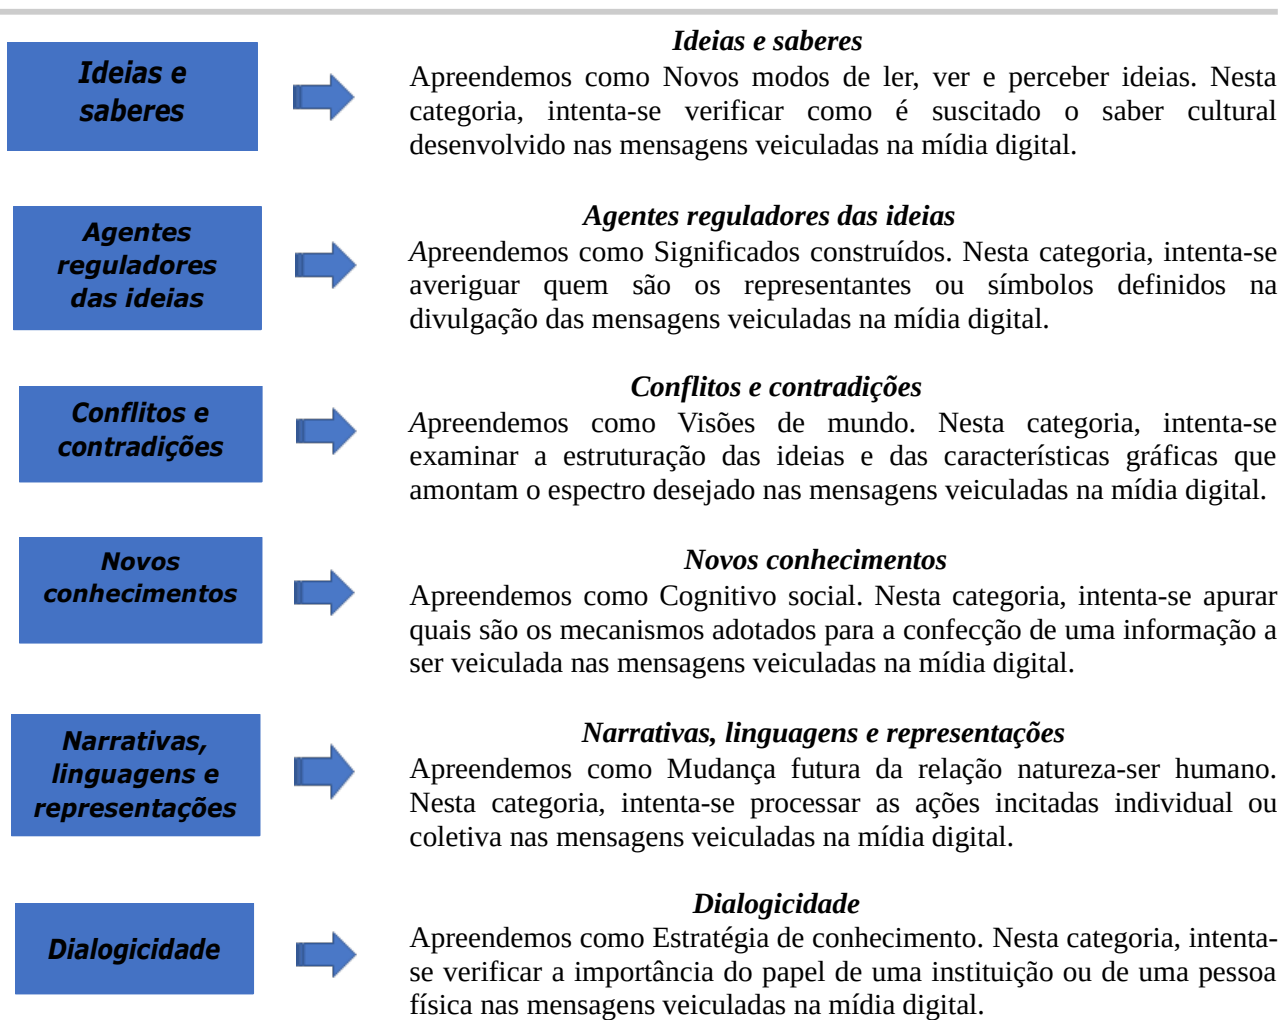 Ideias e
saberes
Ideias e saberes
Apreendemos como Novos modos de ler, ver e perceber ideias. Nesta
categoria, intenta-se verificar como é suscitado o saber cultural
desenvolvido nas mensagens veiculadas na mídia digital.
Agentes
reguladores
das ideias
Agentes reguladores das ideias
Apreendemos como Significados construídos. Nesta categoria, intenta-se
averiguar quem são os representantes ou símbolos definidos na
divulgação das mensagens veiculadas na mídia digital.
Conflitos e
contradições
Conflitos e contradições
Apreendemos como Visões de mundo. Nesta categoria, intenta-se
examinar a estruturação das ideias e das características gráficas que
amontam o espectro desejado nas mensagens veiculadas na mídia digital.
Novos
conhecimentos
Novos conhecimentos
Apreendemos como Cognitivo social. Nesta categoria, intenta-se apurar
quais são os mecanismos adotados para a confecção de uma informação a
ser veiculada nas mensagens veiculadas na mídia digital.
Narrativas,
linguagens e
representações
Narrativas, linguagens e representações
Apreendemos como Mudança futura da relação natureza-ser humano.
Nesta categoria, intenta-se processar as ações incitadas individual ou
coletiva nas mensagens veiculadas na mídia digital.
Dialogicidade
Dialogicidade
Apreendemos como Estratégia de conhecimento. Nesta categoria, intenta-
se verificar a importância do papel de uma instituição ou de uma pessoa
física nas mensagens veiculadas na mídia digital.